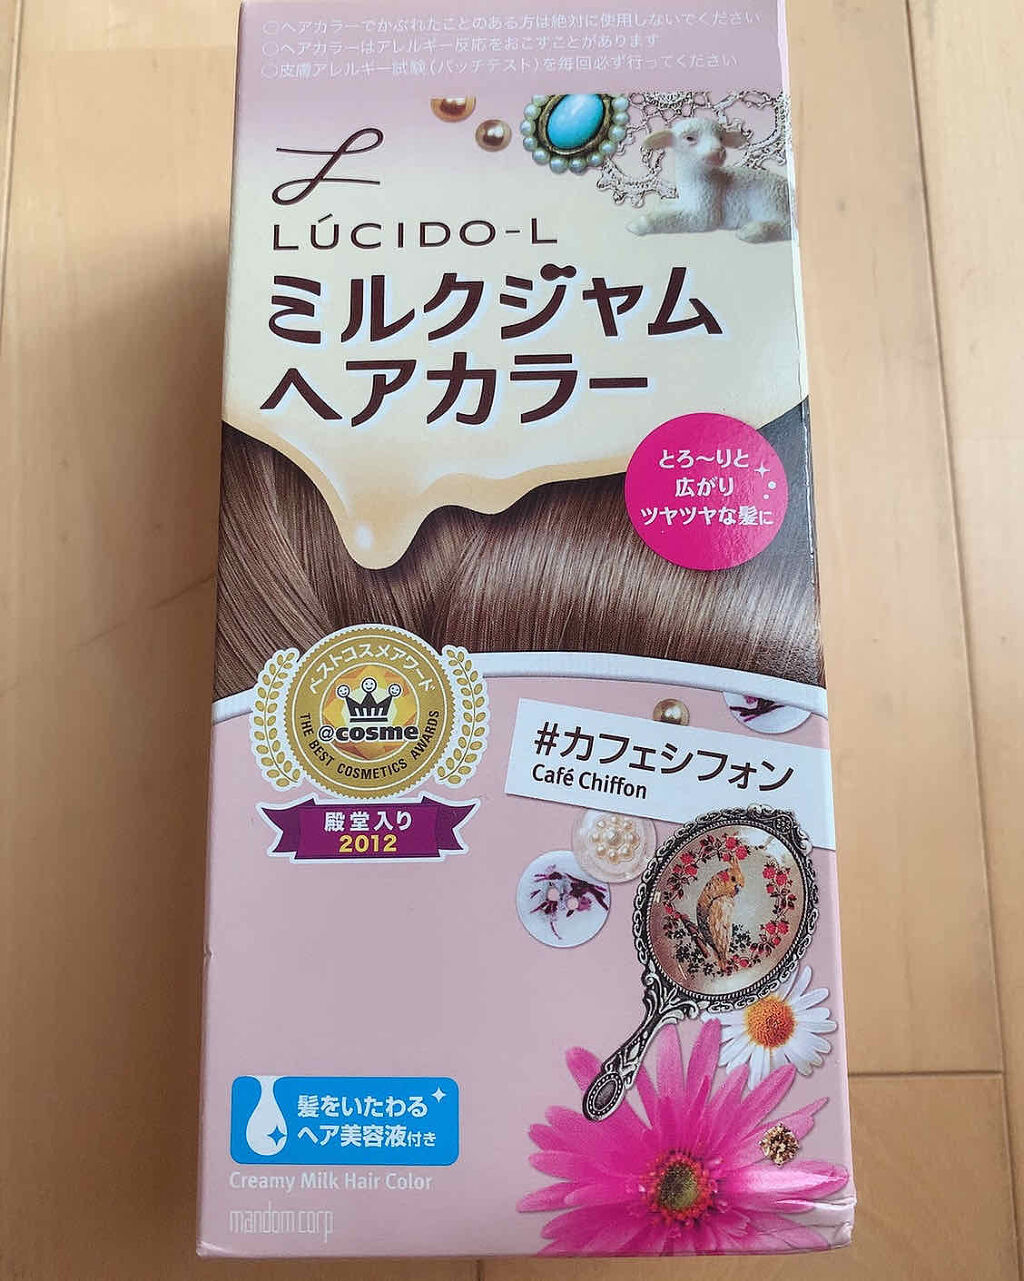 ○ヘアカラーでかぶれたことのある方は絶対に使用しないでください
○ヘアカラーはアレルギー反応をおこすことがあります
○皮膚アレルギー試験(パッチテスト)を毎回必ず行ってください
LÚCIDO-L
ミルクジャム
ヘアカラー
とろ〜りと
広がり
ツヤツヤな髪に
ベストコスメアワード
@cosme
THE BEST COSMETICS AWARDS
殿堂入り
2012
#カフェシフォン
Café Chiffon
髪をいたわる
ヘア美容液付き
Creamy Milk Hair Color
mandom corp